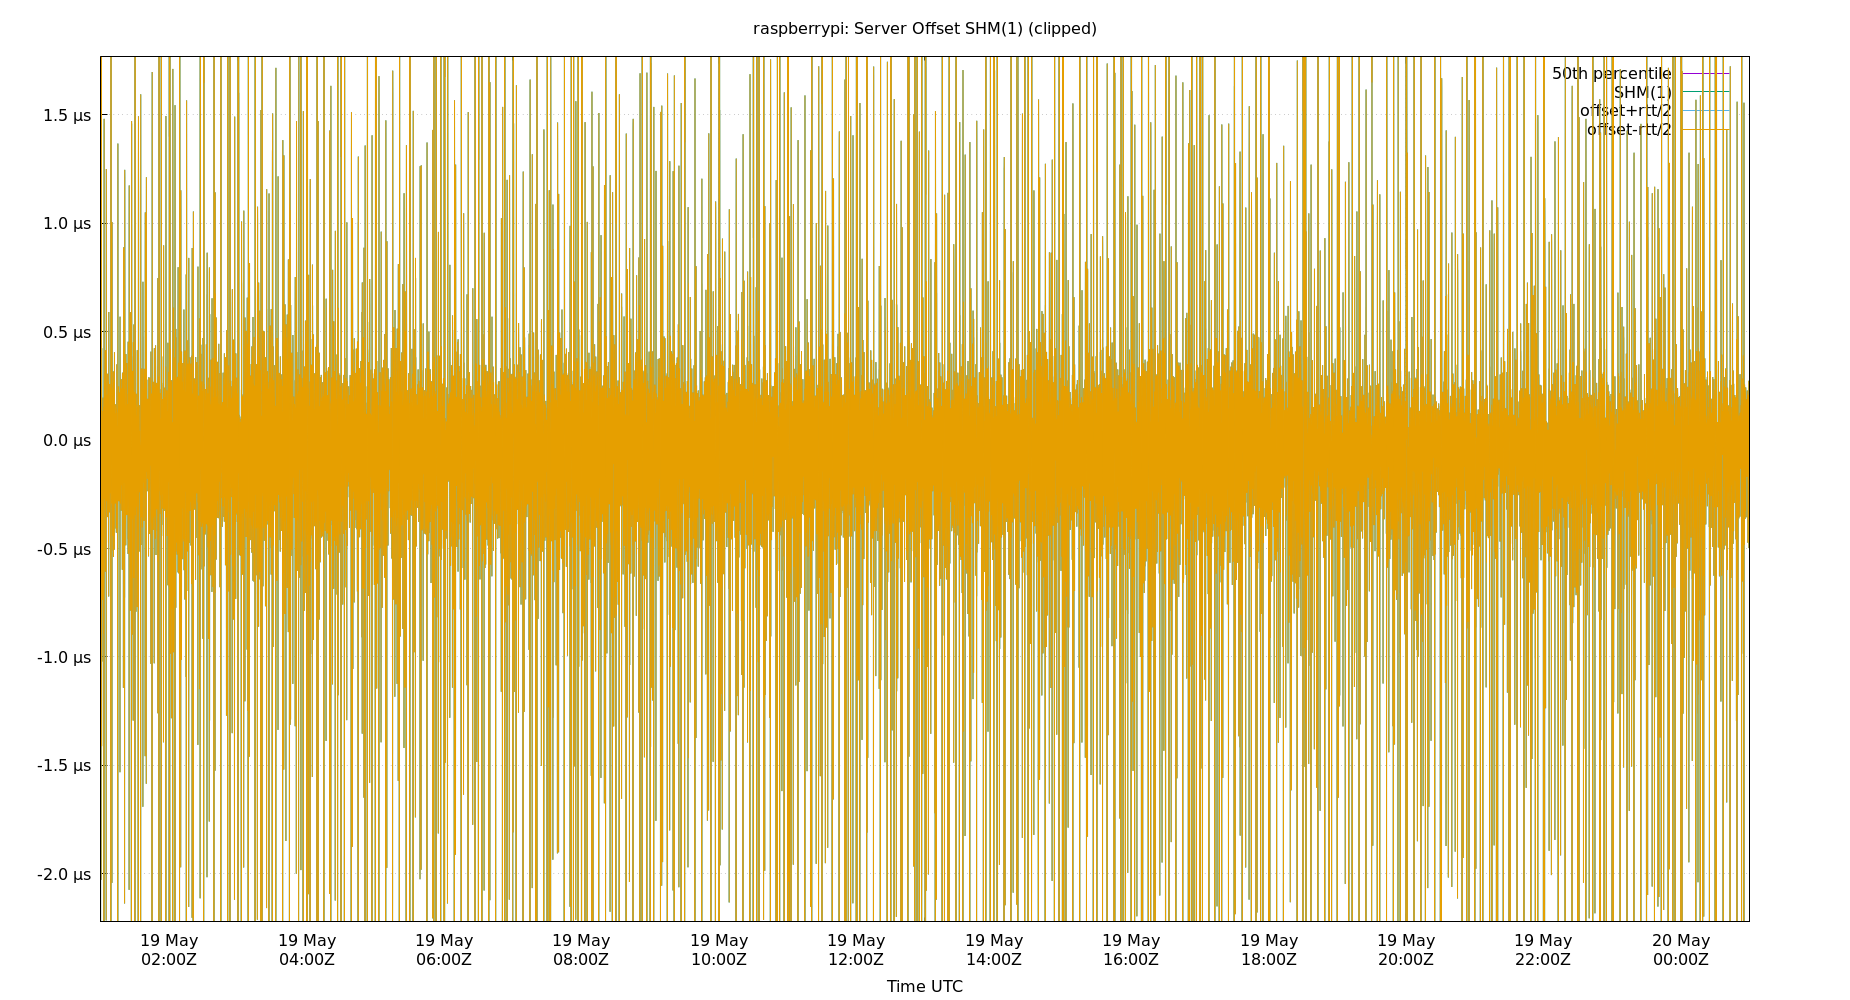 raspberrypi: Server Offset SHM(1) (clipped)
50th percentile
SHM(1)
offset+rtt/2
offset-rtt/2
1.5 µs
1.0 µs
0.5 µs
0.0 µs
-0.5 µs
-1.0 µs
-1.5 µs
-2.0 µs
19 May 19 May 19 May 19 May 19 May 19 May 19 May 19 May 19 May 19 May 19 May 20 May
02:00Z 04:00Z 06:00Z 08:00Z 10:00Z 12:00Z 14:00Z 16:00Z 18:00Z 20:00Z 22:00Z 00:00Z
Time UTC